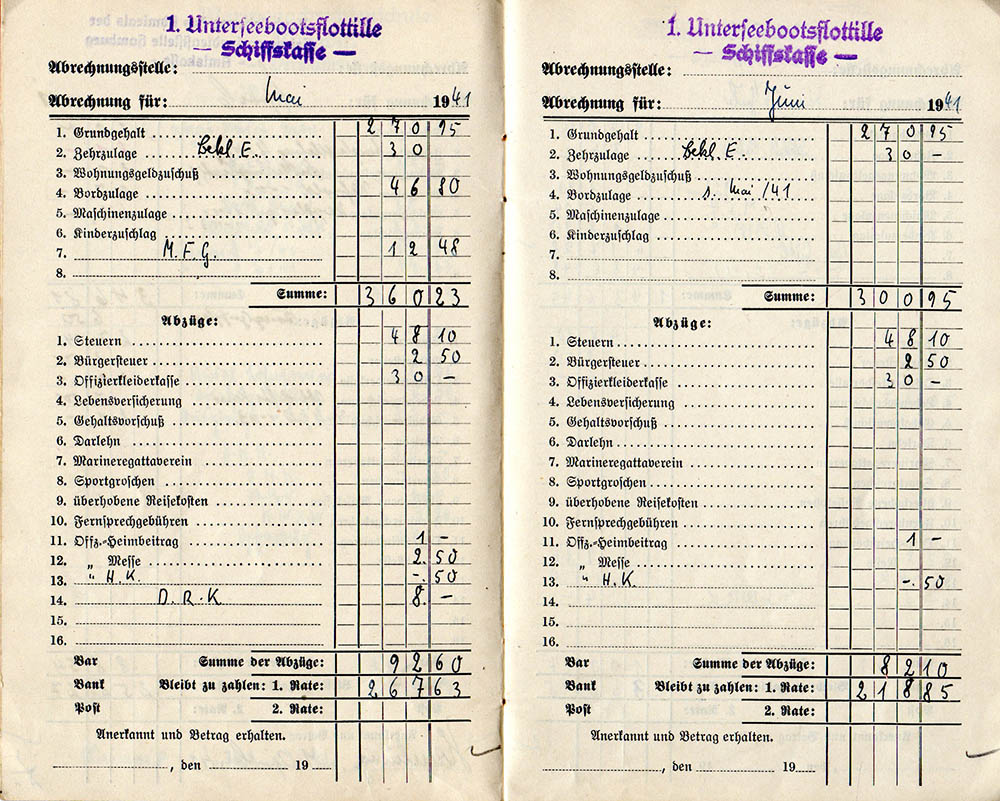 1. Unterseebootsflottille
— Schiffskasse —
Abrechnungsstelle:
Abrechnung für: Mai 1941
1. Grundgehalt 270 95
2. Zehrzulage Bekl. E. 30
3. Wohnungsgeldzuschuß
4. Bordzulage 46 80
5. Maschinenzulage
6. Kinderzuschlag
7. M.F.G. 12 48
8.
Summe: 360 23
Abzüge:
1. Steuern 48 10
2. Bürgersteuer 2 50
3. Offizierkleiderkasse 30 –
4. Lebensversicherung
5. Gehaltsvorschuß
6. Darlehn
7. Marineregattaverein
8. Sportgroschen
9. überhobene Reisekosten
10. Fernsprechgebühren
11. Offz.-Heimbeitrag 1 –
12. „ Messe 2. 50
13. " H.K. -. 50
14. D.R.K 8. –
15.
16.
Bar Summe der Abzüge: 92 60
Bank Bleibt zu zahlen: 1. Rate: 267 63
Post 2. Rate:
Anerkannt und Betrag erhalten.
, den 19
1. Unterseebootsflottille
— Schiffskasse —
Abrechnungsstelle:
Abrechnung für: Juni 1941
1. Grundgehalt 270 95
2. Zehrzulage Bekl. E. 30 –
3. Wohnungsgeldzuschuß
4. Bordzulage s. Mai/41
5. Maschinenzulage
6. Kinderzuschlag
7.
8.
Summe: 300 95
Abzüge:
1. Steuern 48 10
2. Bürgersteuer 2 50
3. Offizierkleiderkasse 30 –
4. Lebensversicherung
5. Gehaltsvorschuß
6. Darlehn
7. Marineregattaverein
8. Sportgroschen
9. überhobene Reisekosten
10. Fernsprechgebühren
11. Offz.-Heimbeitrag 1 –
12. „ Messe
13. " H.K. -. 50
14.
15.
16.
Bar Summe der Abzüge: 82 10
Bank Bleibt zu zahlen: 1. Rate: 218 85
Post 2. Rate:
Anerkannt und Betrag erhalten.
, den 19